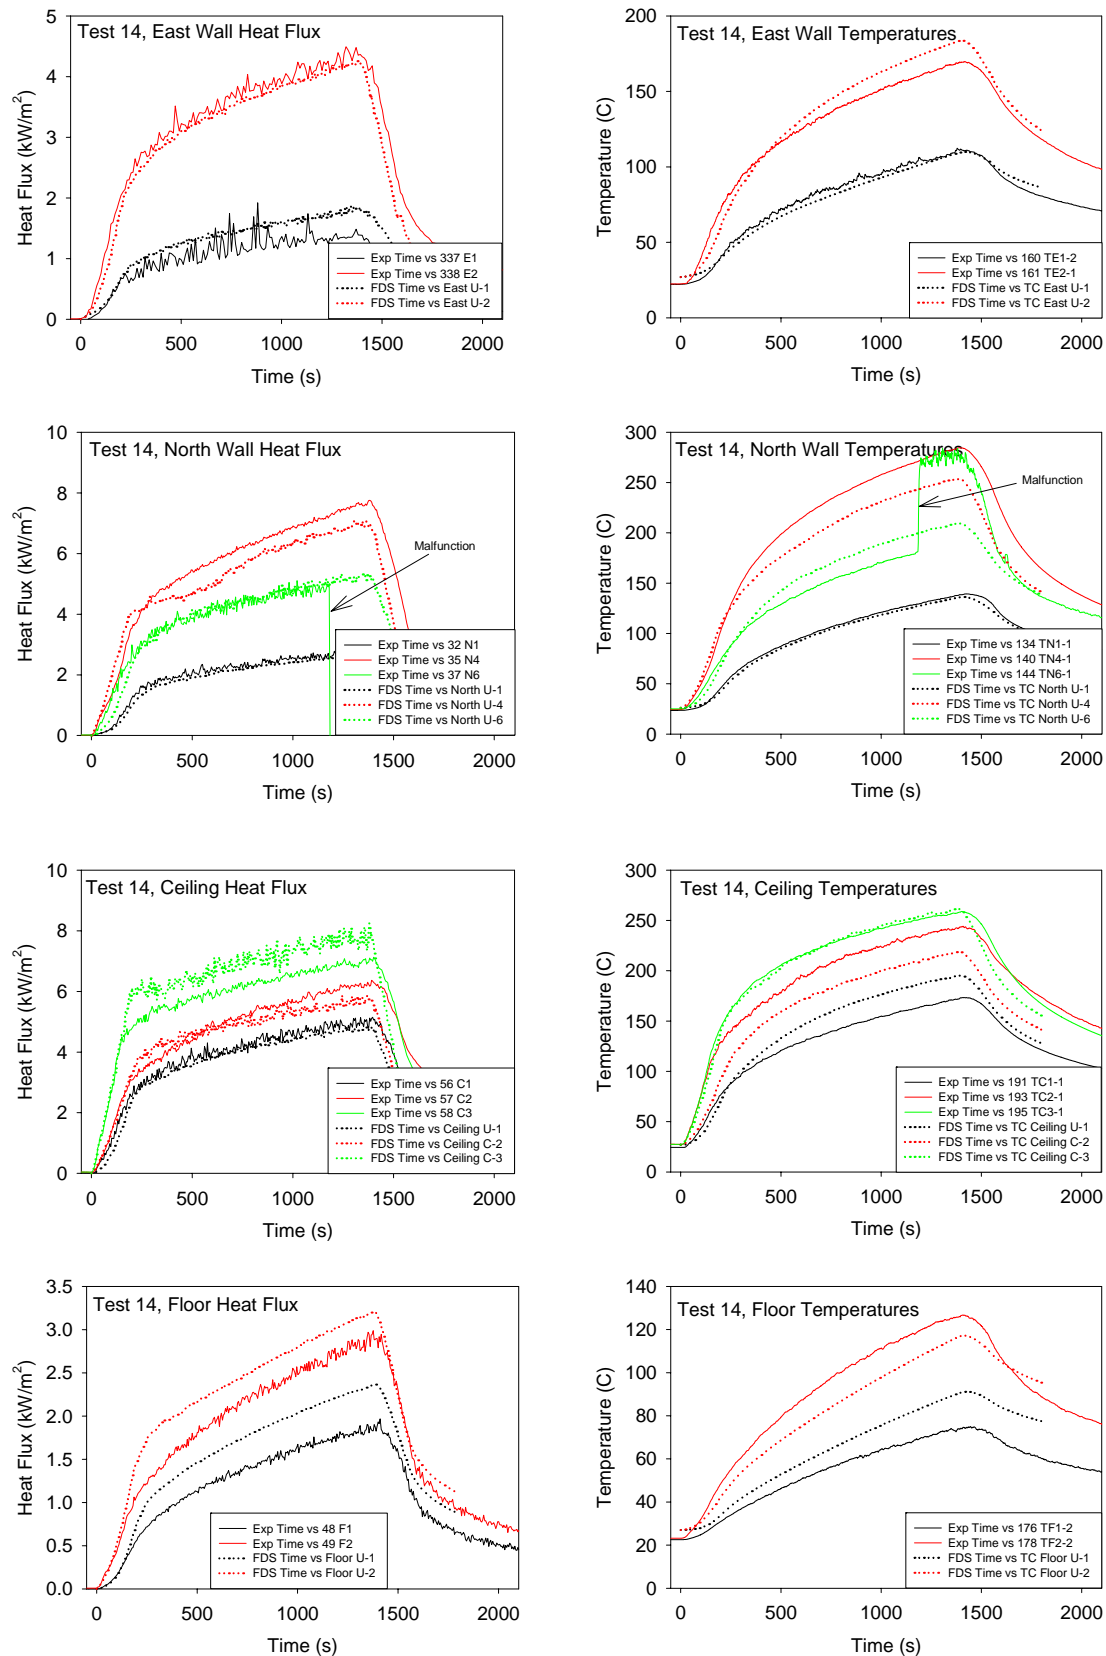 Test 14, East Wall Heat Flux
Heat Flux (kW/m²)
5
4
3
2
1
0
Exp Time vs 337 E1
Exp Time vs 338 E2
FDS Time vs East U-1
FDS Time vs East U-2
0 500 1000 1500 2000
Time (s)
Test 14, East Wall Temperatures
Temperature (C)
200
150
100
50
0
Exp Time vs 160 TE1-2
Exp Time vs 161 TE2-1
FDS Time vs TC East U-1
FDS Time vs TC East U-2
0 500 1000 1500 2000
Time (s)
Test 14, North Wall Heat Flux
Heat Flux (kW/m²)
10
8
6
4
2
0
Malfunction
Exp Time vs 32 N1
Exp Time vs 35 N4
Exp Time vs 37 N6
FDS Time vs North U-1
FDS Time vs North U-4
FDS Time vs North U-6
0 500 1000 1500 2000
Time (s)
Test 14, North Wall Temperatures
Temperature (C)
300
250
200
150
100
50
0
Malfunction
Exp Time vs 134 TN1-1
Exp Time vs 140 TN4-1
Exp Time vs 144 TN6-1
FDS Time vs TC North U-1
FDS Time vs TC North U-4
FDS Time vs TC North U-6
0 500 1000 1500 2000
Time (s)
Test 14, Ceiling Heat Flux
Heat Flux (kW/m²)
10
8
6
4
2
0
Exp Time vs 56 C1
Exp Time vs 57 C2
Exp Time vs 58 C3
FDS Time vs Ceiling U-1
FDS Time vs Ceiling C-2
FDS Time vs Ceiling C-3
0 500 1000 1500 2000
Time (s)
Test 14, Ceiling Temperatures
Temperature (C)
300
250
200
150
100
50
0
Exp Time vs 191 TC1-1
Exp Time vs 193 TC2-1
Exp Time vs 195 TC3-1
FDS Time vs TC Ceiling U-1
FDS Time vs TC Ceiling C-2
FDS Time vs TC Ceiling C-3
0 500 1000 1500 2000
Time (s)
Test 14, Floor Heat Flux
Heat Flux (kW/m²)
3.5
3.0
2.5
2.0
1.5
1.0
0.5
0.0
Exp Time vs 48 F1
Exp Time vs 49 F2
FDS Time vs Floor U-1
FDS Time vs Floor U-2
0 500 1000 1500 2000
Time (s)
Test 14, Floor Temperatures
Temperature (C)
140
120
100
80
60
40
20
0
Exp Time vs 176 TF1-2
Exp Time vs 178 TF2-2
FDS Time vs TC Floor U-1
FDS Time vs TC Floor U-2
0 500 1000 1500 2000
Time (s)